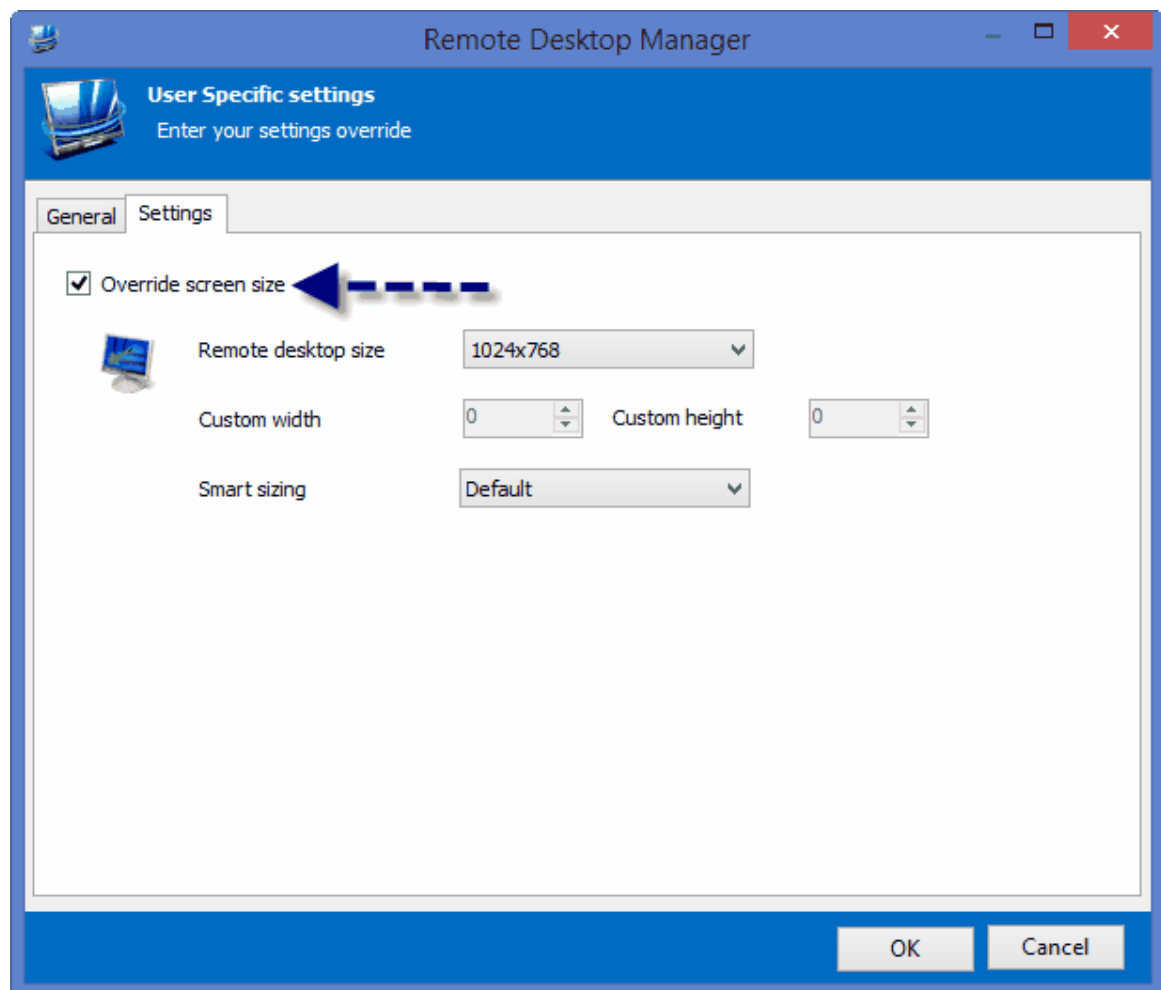 Remote Desktop Manager
User Specific settings
Enter your settings override
General Settings
Override screen size
Remote desktop size 1024x768
Custom width 0 Custom height 0
Smart sizing Default
OK Cancel